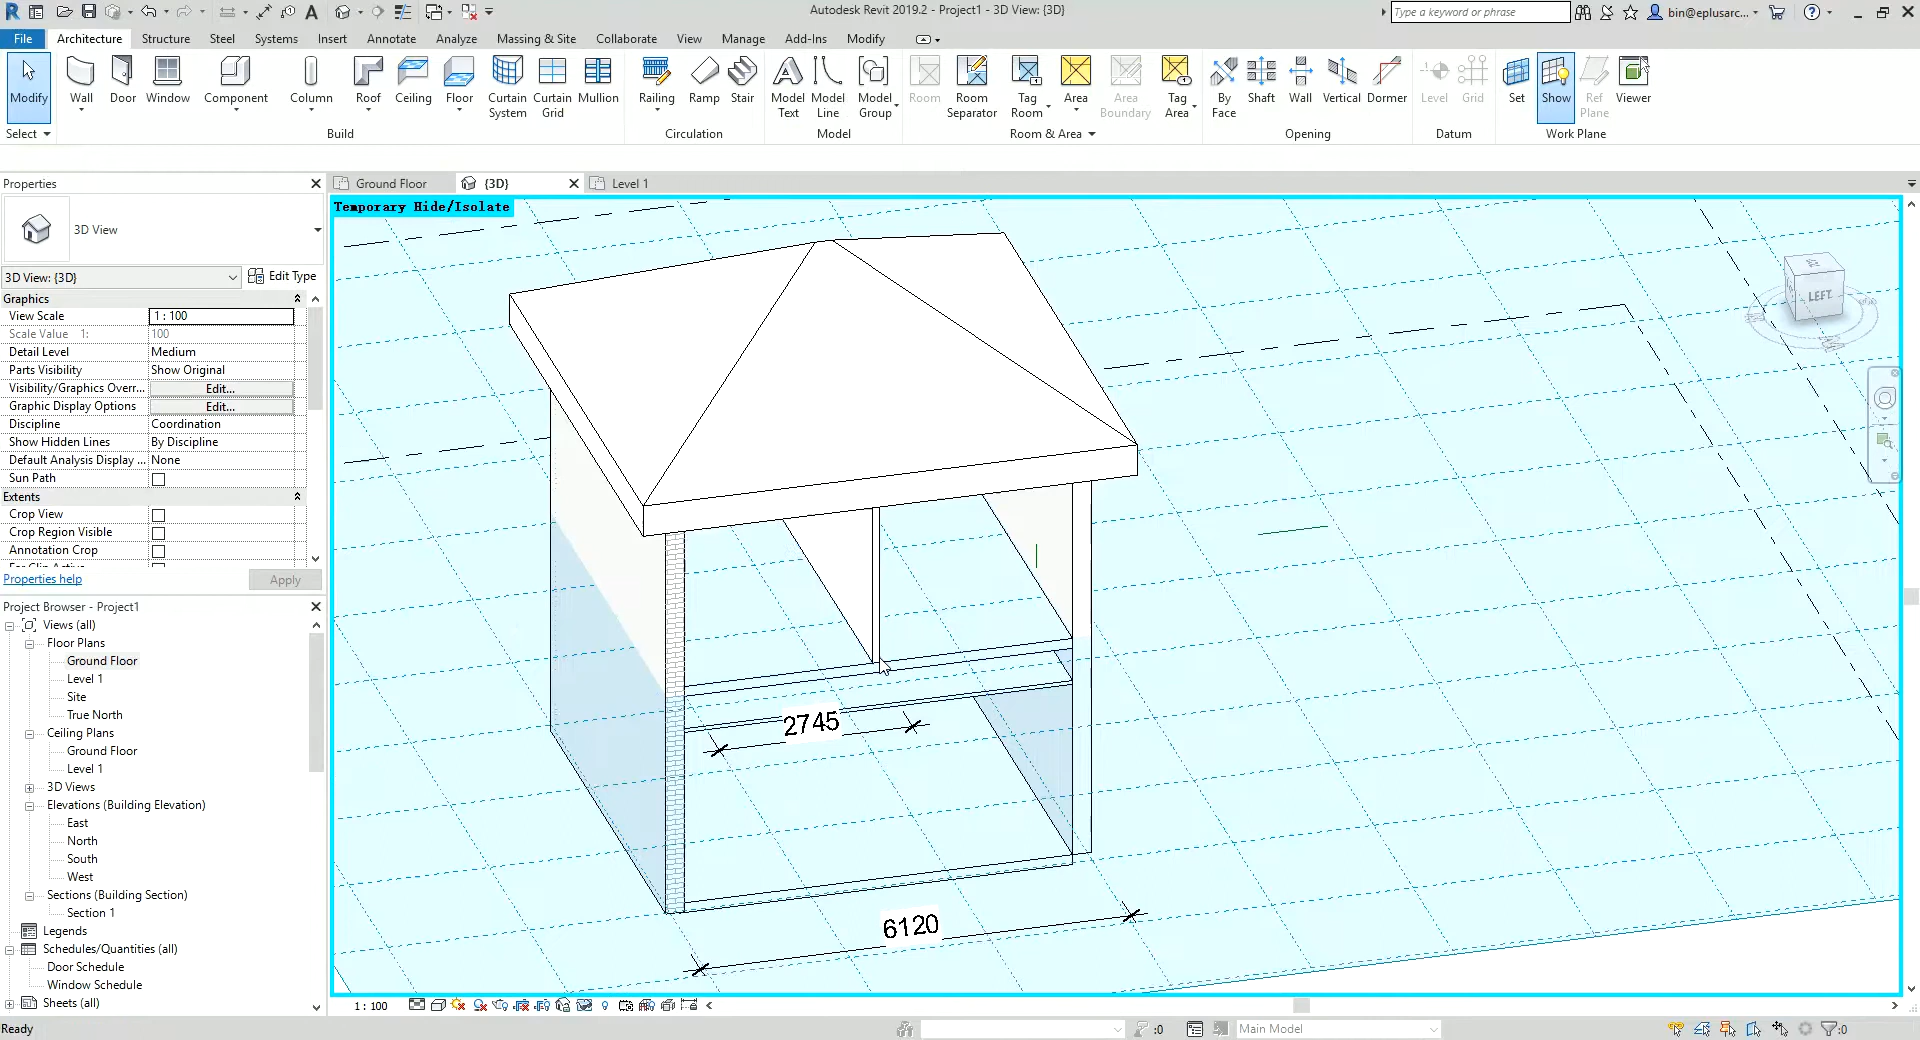 Autodesk Revit 2019.2 - Project1 - 3D View: {3D}
Type a keyword or phrase
bin@eplusarc...
File Architecture Structure Steel Systems Insert Annotate Analyze Massing & Site Collaborate View Manage Add-Ins Modify
Modify Wall Door Window Component Column Roof Ceiling Floor Curtain System Curtain Grid Mullion Railing Ramp Stair Model Text Model Line Model Group Room Room Separator Tag Room Area Area Boundary Tag Area By Face Shaft Wall Vertical Dormer Level Grid Set Show Ref Plane Viewer
Select Build Circulation Model Room & Area Opening Datum Work Plane
Properties
Ground Floor {3D} Level 1
Temporary Hide/Isolate
3D View
3D View: {3D} Edit Type
Graphics
View Scale 1 : 100
Scale Value 1: 100
Detail Level Medium
Parts Visibility Show Original
Visibility/Graphics Overr... Edit...
Graphic Display Options Edit...
Discipline Coordination
Show Hidden Lines By Discipline
Default Analysis Display ... None
Sun Path
Extents
Crop View
Crop Region Visible
Annotation Crop
Properties help Apply
Project Browser - Project1
Views (all)
Floor Plans
Ground Floor
Level 1
Site
True North
Ceiling Plans
Ground Floor
Level 1
3D Views
Elevations (Building Elevation)
East
North
South
West
Sections (Building Section)
Section 1
Legends
Schedules/Quantities (all)
Door Schedule
Window Schedule
Sheets (all)
LEFT
2745
6120
1 : 100
Ready
:0
Main Model
:0